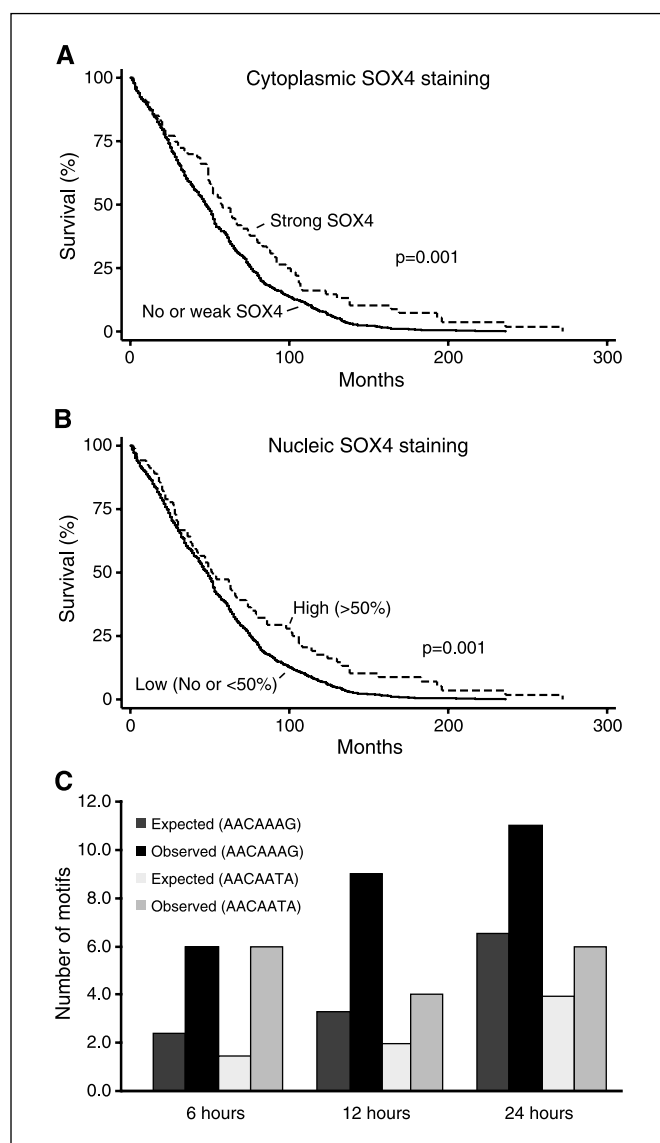 A
Cytoplasmic SOX4 staining
100
75
50
25
0
Survival (%)
Strong SOX4
p=0.001
No or weak SOX4
0 100 200 300
Months
B
Nucleic SOX4 staining
100
75
50
25
0
Survival (%)
High (>50%)
p=0.001
Low (No or <50%)
0 100 200 300
Months
C
12.0
10.0
8.0
6.0
4.0
2.0
0.0
Number of motifs
Expected (AACAAAG)
Observed (AACAAAG)
Expected (AACAATA)
Observed (AACAATA)
6 hours 12 hours 24 hours